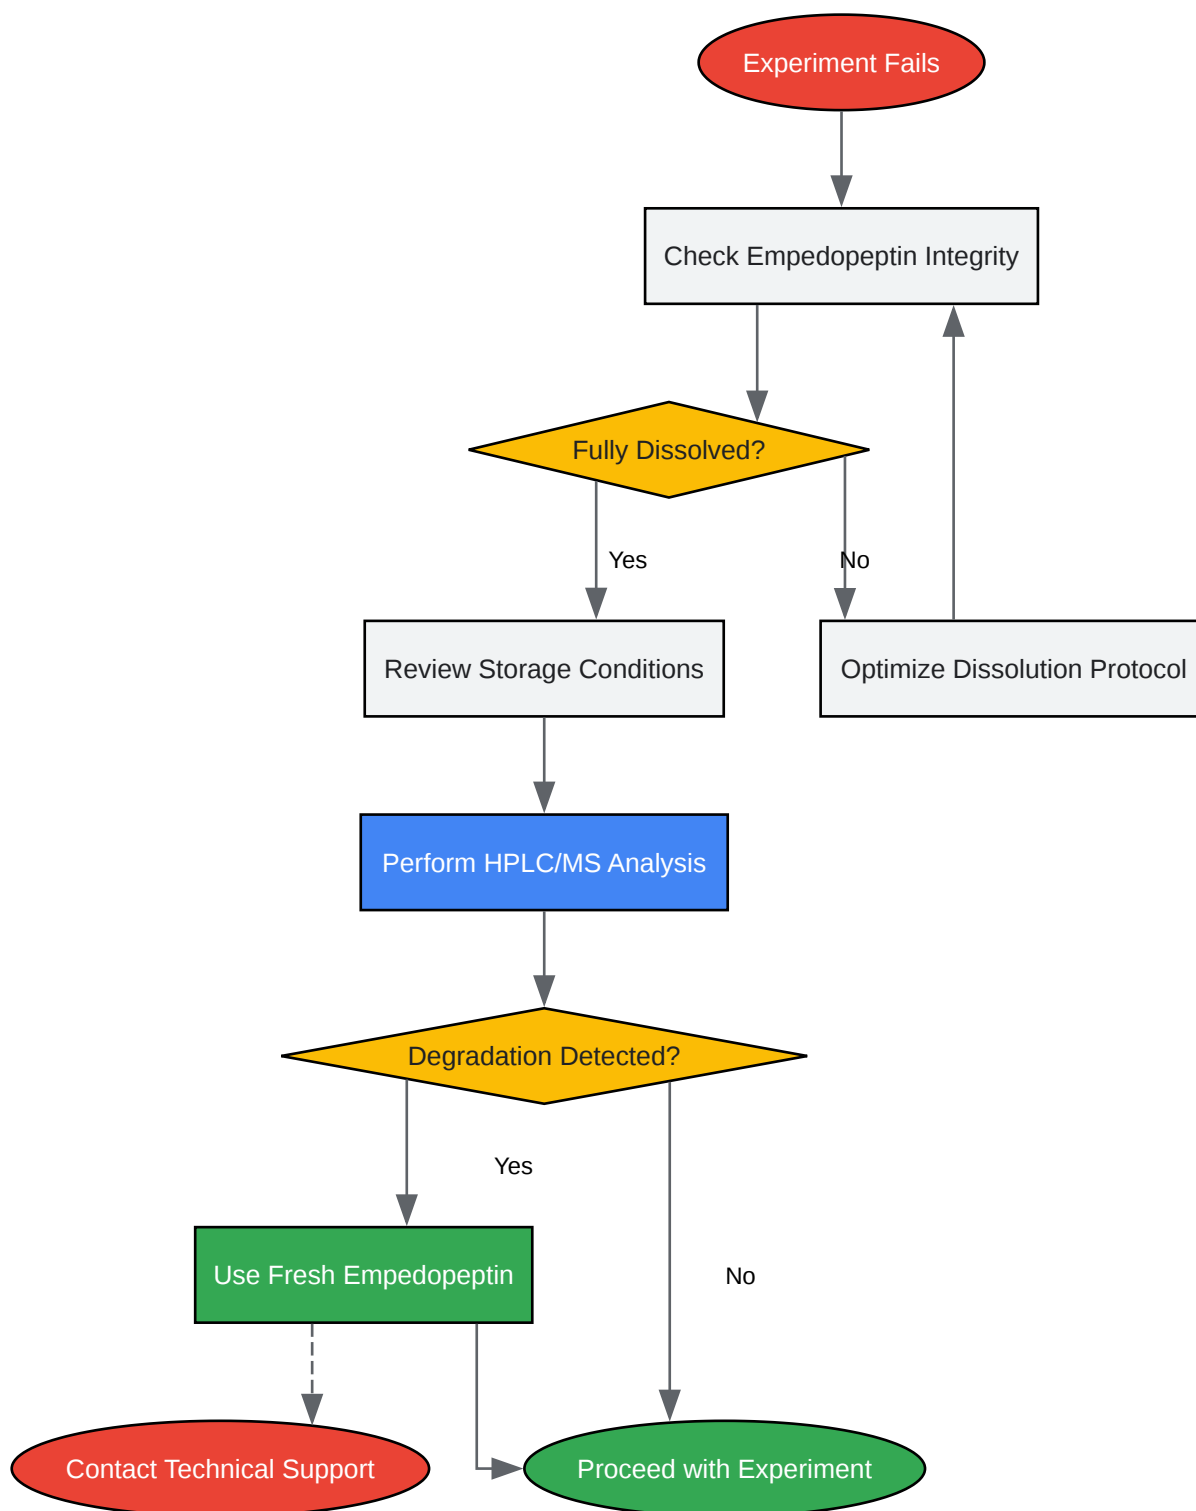 Experiment Fails
Check Empedopeptin Integrity
Fully Dissolved?
Yes
No
Review Storage Conditions
Optimize Dissolution Protocol
Perform HPLC/MS Analysis
Degradation Detected?
Yes
Use Fresh Empedopeptin
No
Contact Technical Support
Proceed with Experiment